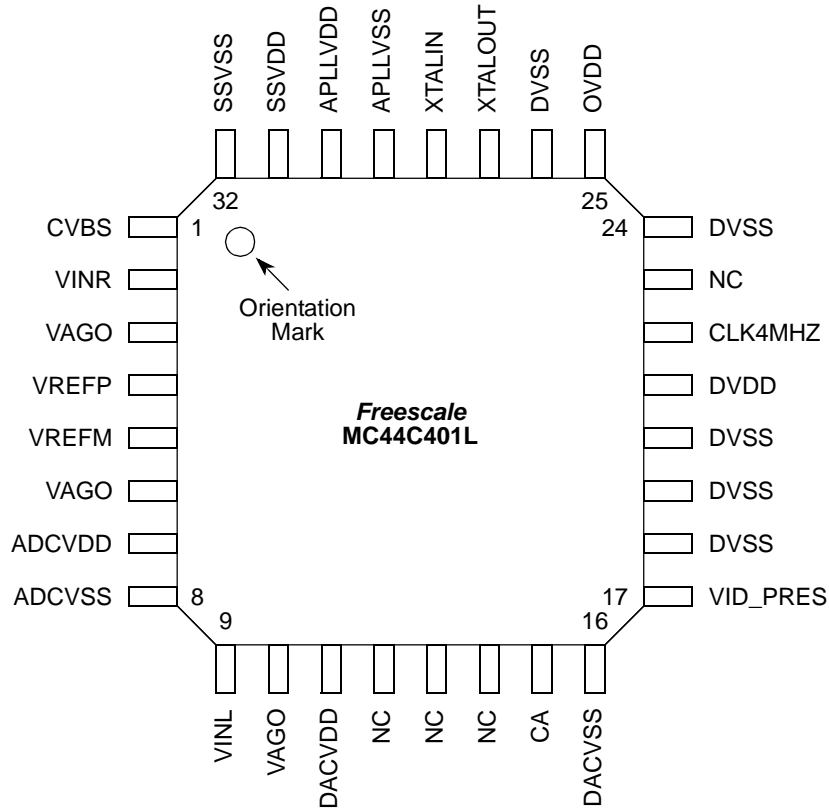 SSVSS
SSVDD
APLLVDD
APLLVSS
XTALIN
XTALOUT
DVSS
OVDD
32
25
CVBS
1
24
DVSS
VINR
NC
Orientation
Mark
VAGO
CLK4MHZ
VREFP
DVDD
Freescale
MC44C401L
VREFM
DVSS
VAGO
DVSS
ADCVDD
DVSS
ADCVSS
8
17
VID_PRES
9
16
VINL
VAGO
DACVDD
NC
NC
NC
CA
DACVSS